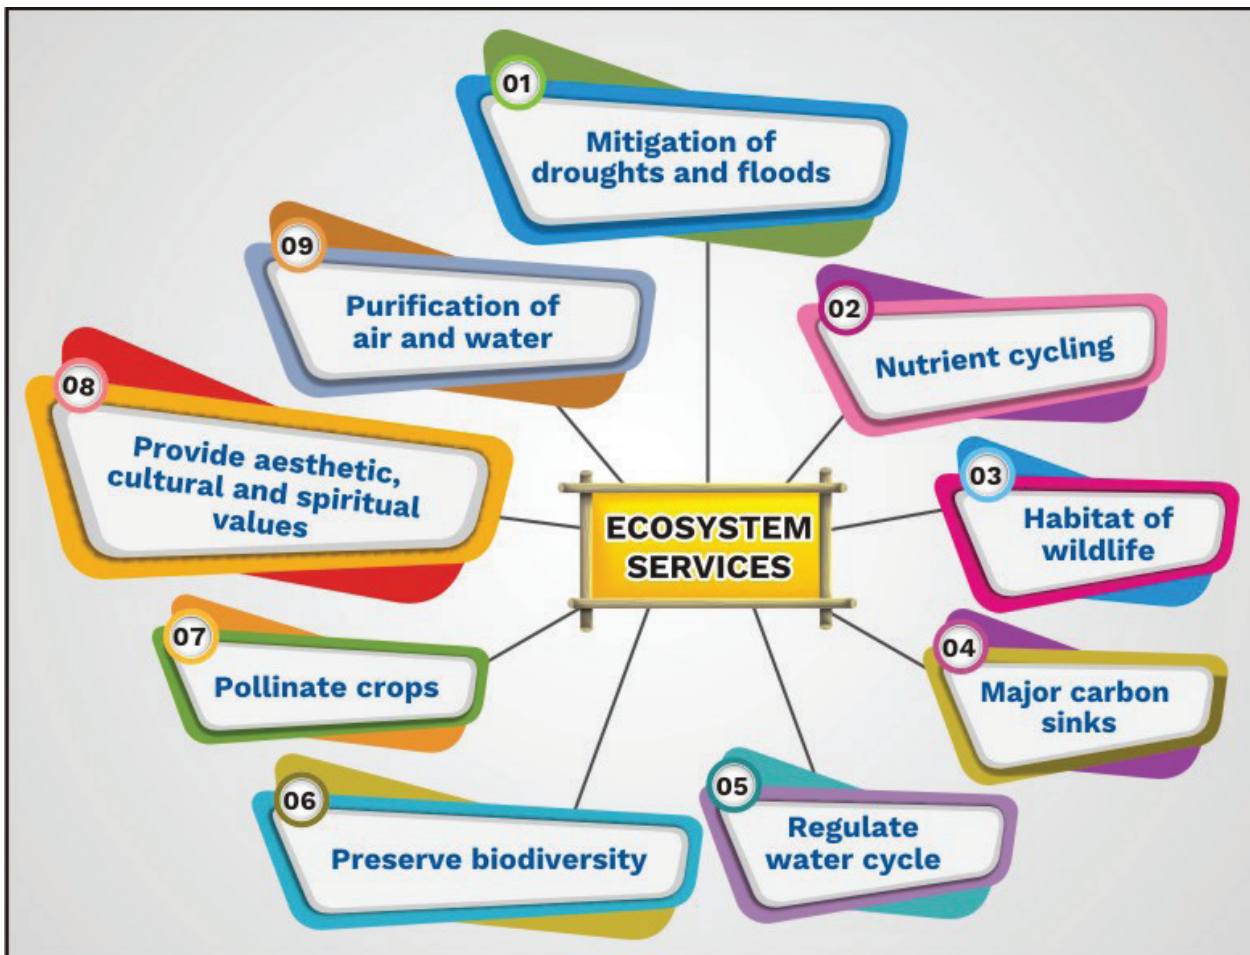 01
Mitigation of
droughts and floods
02
Nutrient cycling
03
Habitat of
wildlife
04
Major carbon
sinks
05
Regulate
water cycle
06
Preserve biodiversity
07
Pollinate crops
08
Provide aesthetic,
cultural and spiritual
values
09
Purification of
air and water
ECOSYSTEM
SERVICES